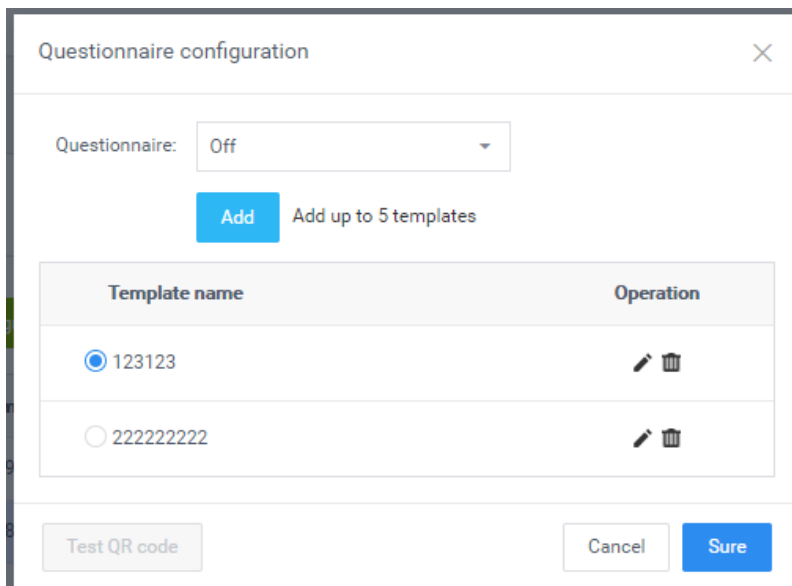 Questionnaire configuration
Questionnaire: Off
Add Add up to 5 templates
Template name Operation
123123
222222222
Test QR code Cancel Sure